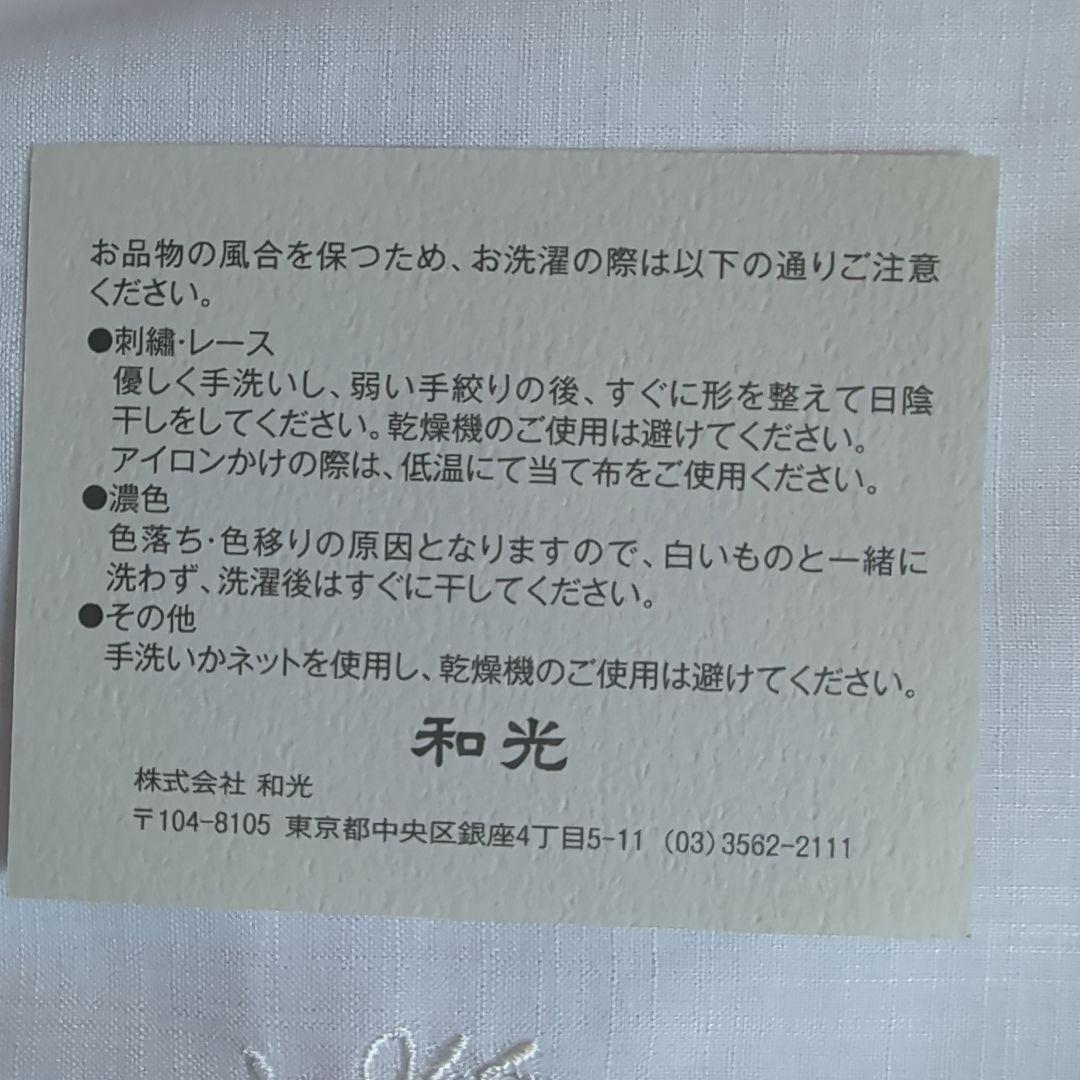 お品物の風合を保つため、お洗濯の際は以下の通りご注意
ください。
●刺繍・レース
優しく手洗いし、弱い手絞りの後、すぐに形を整えて日陰
干しをしてください。乾燥機のご使用は避けてください。
アイロンかけの際は、低温にて当て布をご使用ください。
●濃色
色落ち・色移りの原因となりますので、白いものと一緒に
洗わず、洗濯後はすぐに干してください。
●その他
手洗いかネットを使用し、乾燥機のご使用は避けてください。
和光
株式会社 和光
〒104-8105 東京都中央区銀座4丁目5-11 (03)3562-2111